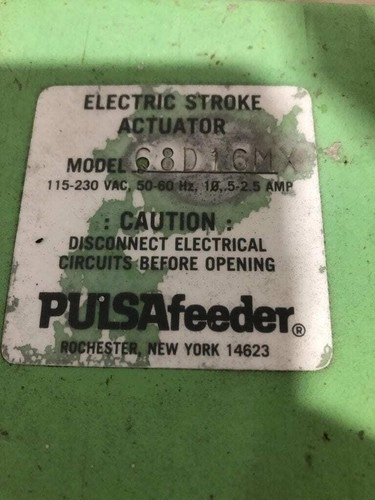 ELECTRIC STROKE
ACTUATOR
MODEL 68D16MX
115-230 VAC, 50-60 Hz, 1Ø, .5-2.5 AMP
: CAUTION :
DISCONNECT ELECTRICAL
CIRCUITS BEFORE OPENING
PULSAfeeder®
ROCHESTER, NEW YORK 14623